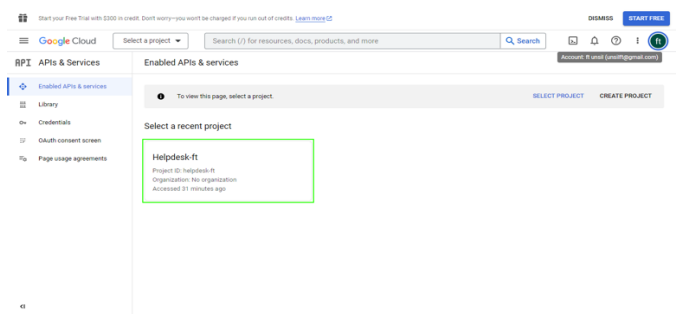 Start your Free Trial with $300 in credit. Don't worry—you won't be charged if you run out of credits. Learn more
DISMISS
START FREE
Google Cloud
Select a project
Search (/) for resources, docs, products, and more
Search
ft
API APIs & Services
Enabled APIs & services
Account: ft unsil (unsilft@gmail.com)
Enabled APIs & services
Library
Credentials
OAuth consent screen
Page usage agreements
To view this page, select a project.
SELECT PROJECT
CREATE PROJECT
Select a recent project
Helpdesk-ft
Project ID: helpdesk-ft
Organization: No organization
Accessed 31 minutes ago